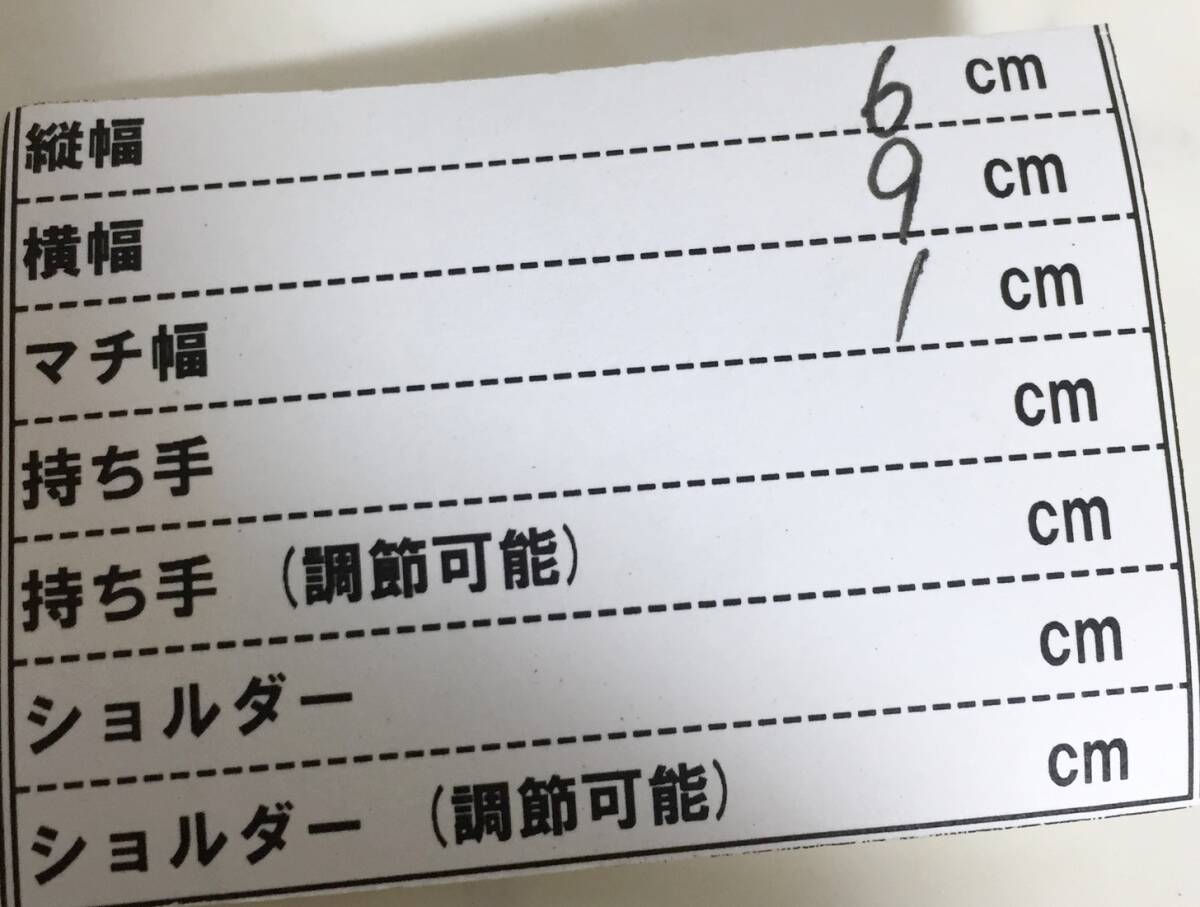 縦幅 6 cm
横幅 9 cm
マチ幅 1 cm
持ち手 cm
持ち手 (調節可能) cm
ショルダー cm
ショルダー (調節可能) cm